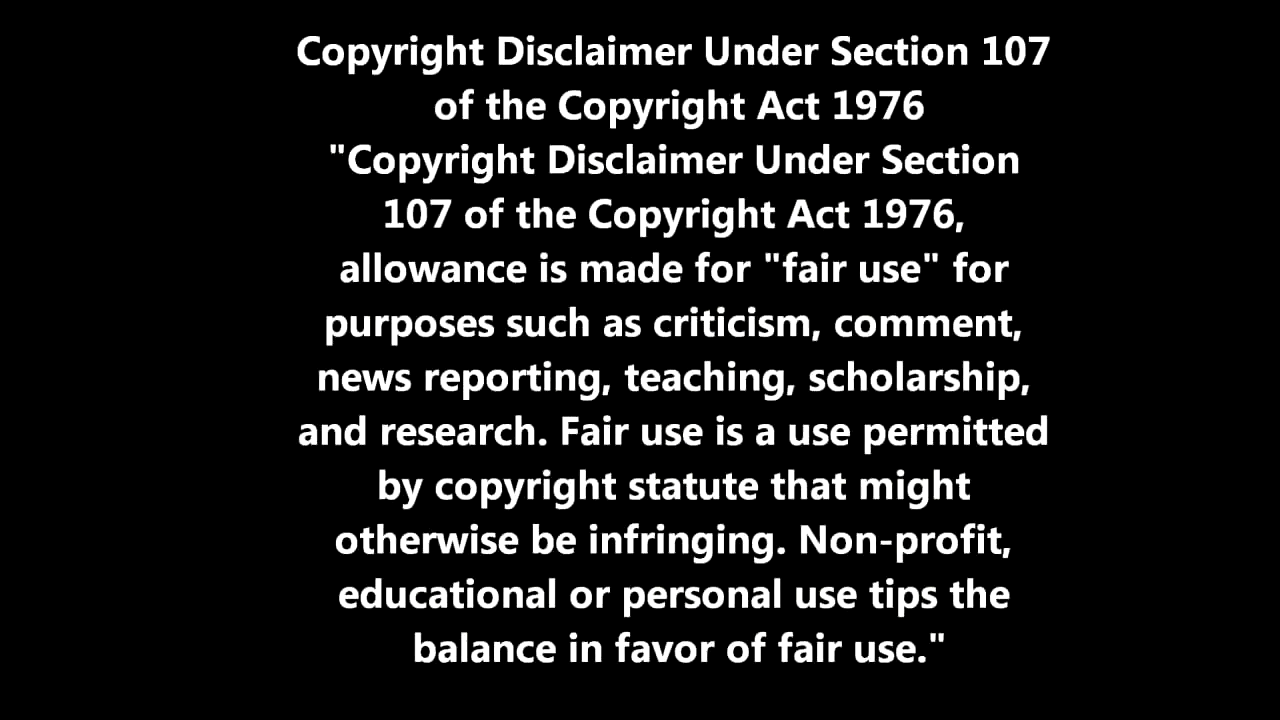 Copyright Disclaimer Under Section 107
of the Copyright Act 1976
"Copyright Disclaimer Under Section
107 of the Copyright Act 1976,
allowance is made for "fair use" for
purposes such as criticism, comment,
news reporting, teaching, scholarship,
and research. Fair use is a use permitted
by copyright statute that might
otherwise be infringing. Non-profit,
educational or personal use tips the
balance in favor of fair use."